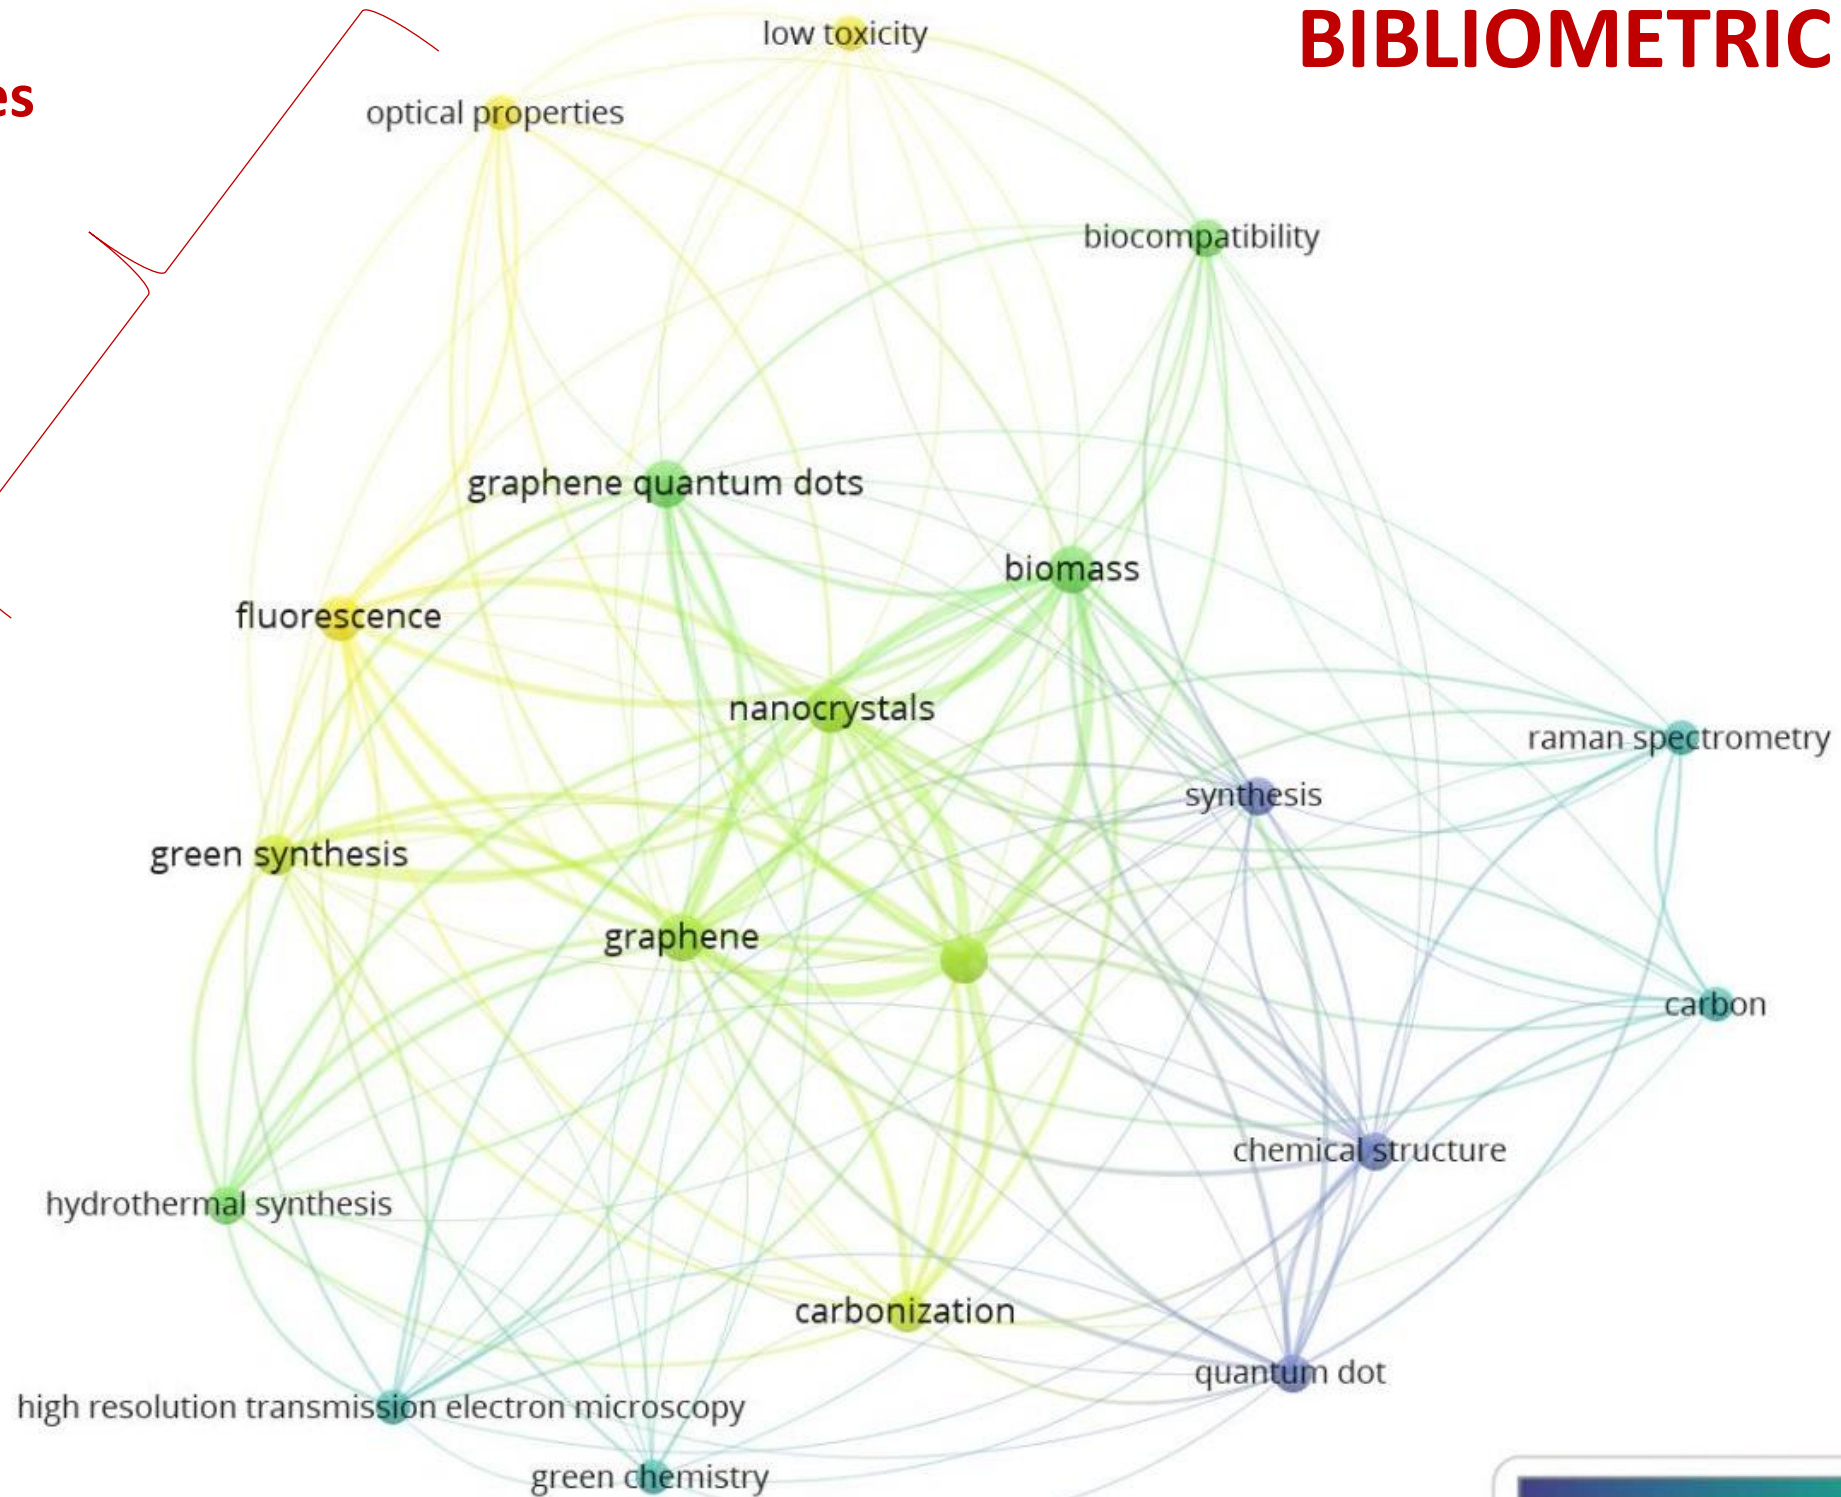 BIBLIOMETRIC
low toxicity
es
optical properties
biocompatibility
graphene quantum dots
biomass
fluorescence
nanocrystals
raman spectrometry
synthesis
green synthesis
graphene
carbon
chemical structure
hydrothermal synthesis
carbonization
quantum dot
high resolution transmission electron microscopy
green chemistry